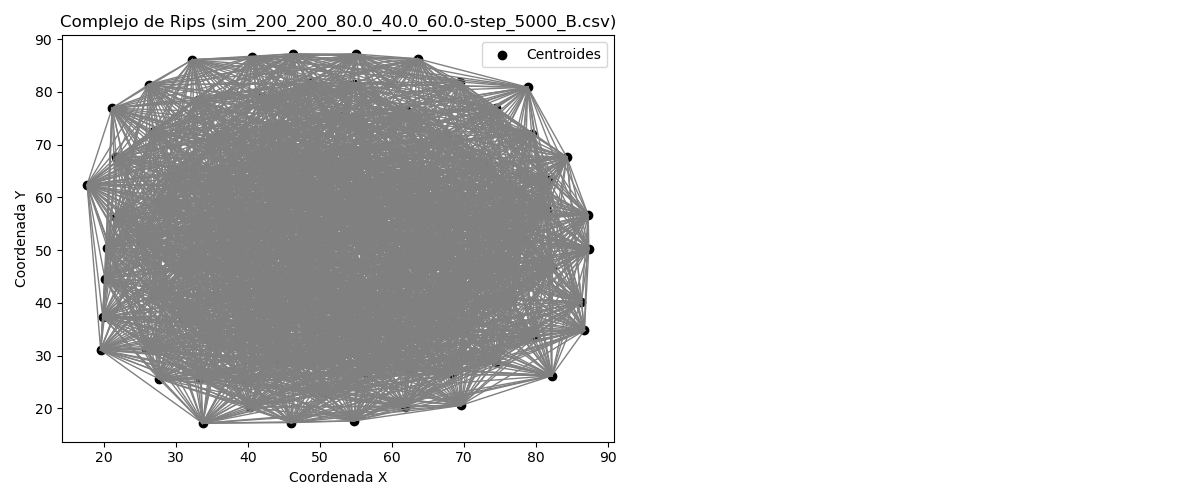 Complejo de Rips (sim_200_200_80.0_40.0_60.0-step_5000_B.csv)
Centroides
90
80
70
60
50
40
30
20
Coordenada Y
20 30 40 50 60 70 80 90
Coordenada X